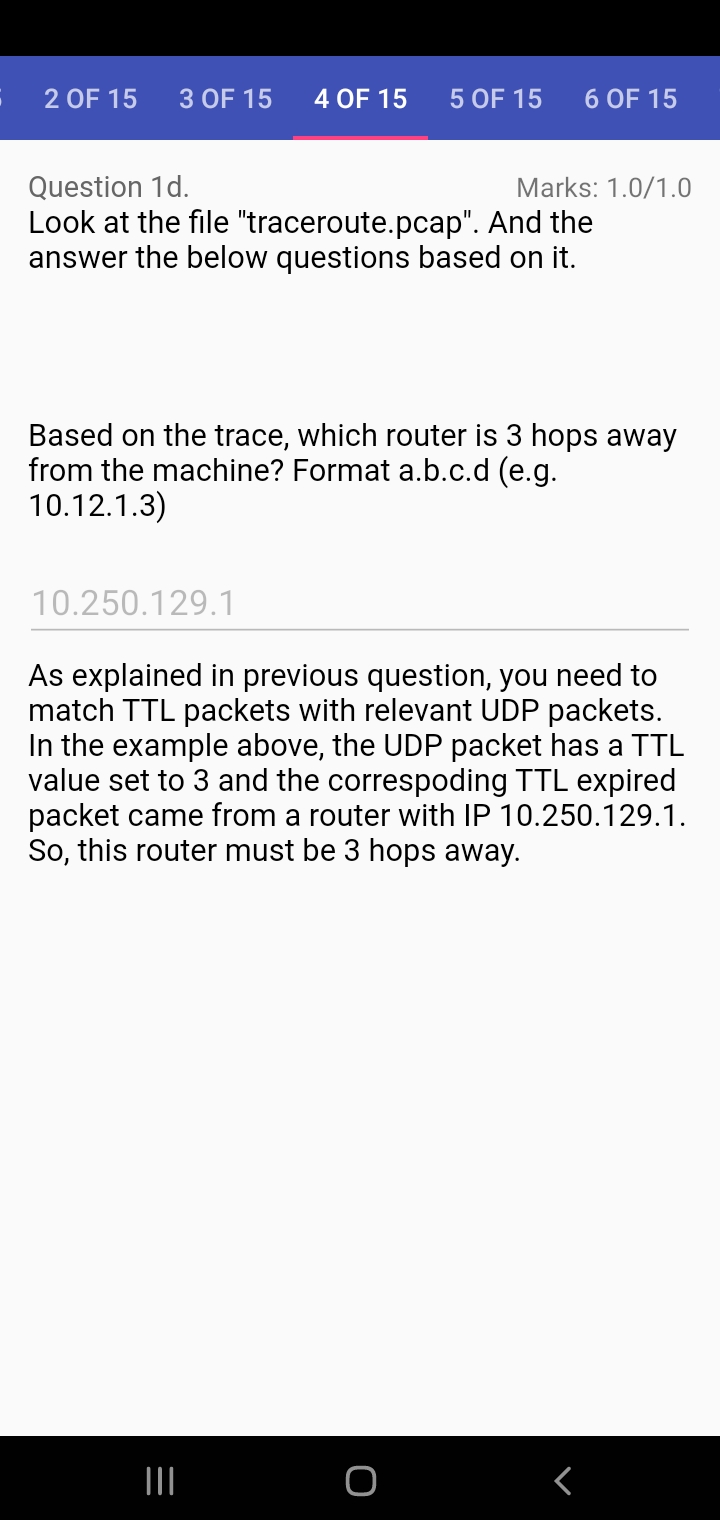 2 OF 15 3 OF 15 4 OF 15 5 OF 15 6 OF 15
Question 1d. Marks: 1.0/1.0
Look at the file "traceroute.pcap". And the
answer the below questions based on it.
Based on the trace, which router is 3 hops away
from the machine? Format a.b.c.d (e.g.
10.12.1.3)
10.250.129.1
As explained in previous question, you need to
match TTL packets with relevant UDP packets.
In the example above, the UDP packet has a TTL
value set to 3 and the correspoding TTL expired
packet came from a router with IP 10.250.129.1.
So, this router must be 3 hops away.